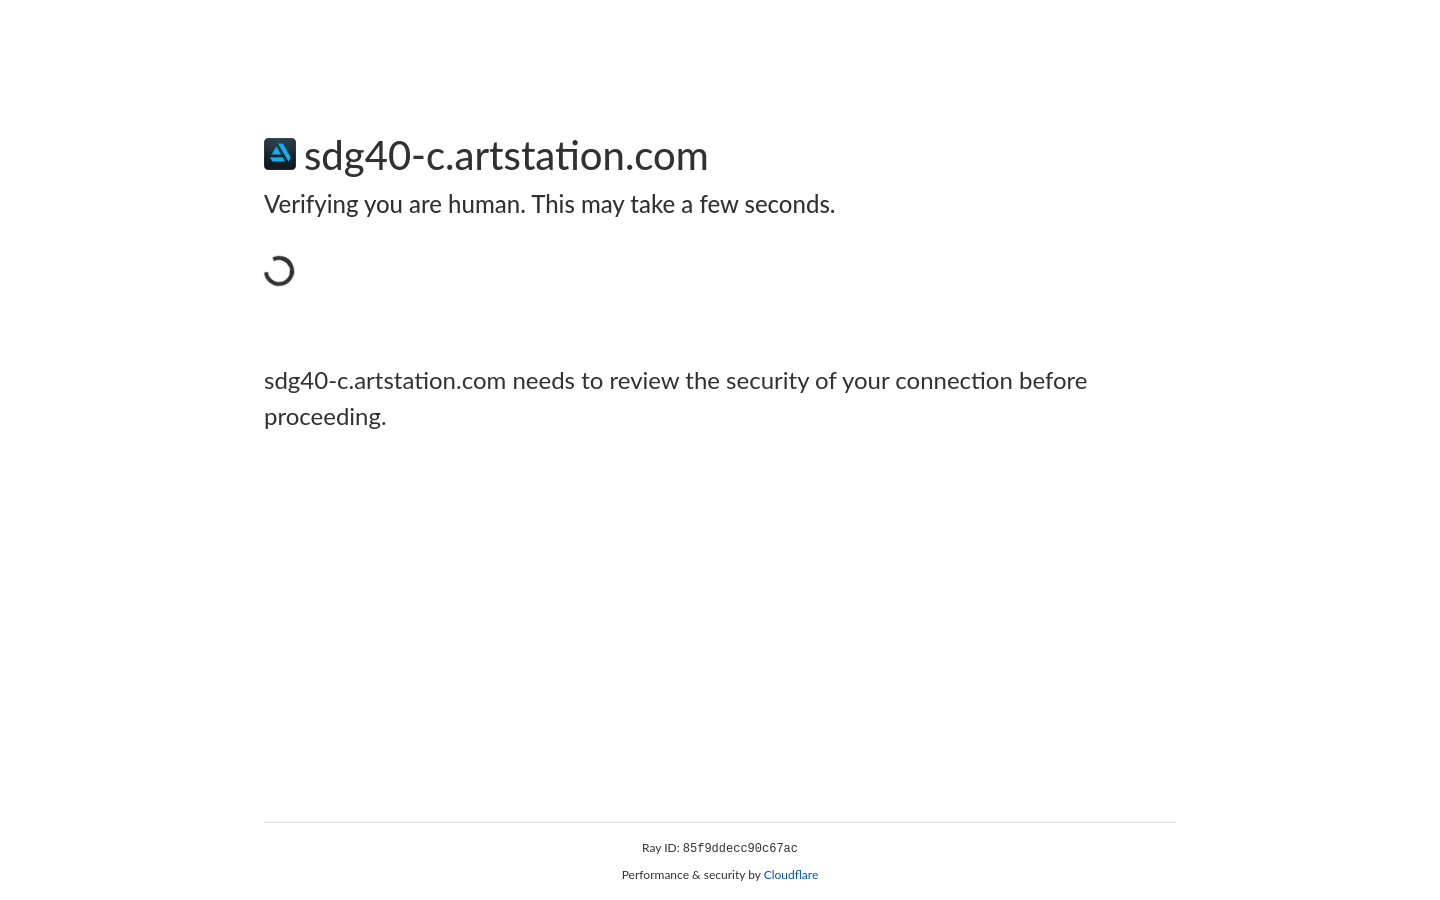 sdg40-c.artstation.com
Verifying you are human. This may take a few seconds.
sdg40-c.artstation.com needs to review the security of your connection before
proceeding.
Ray ID: 85f9ddecc90c67ac
Performance & security by Cloudflare